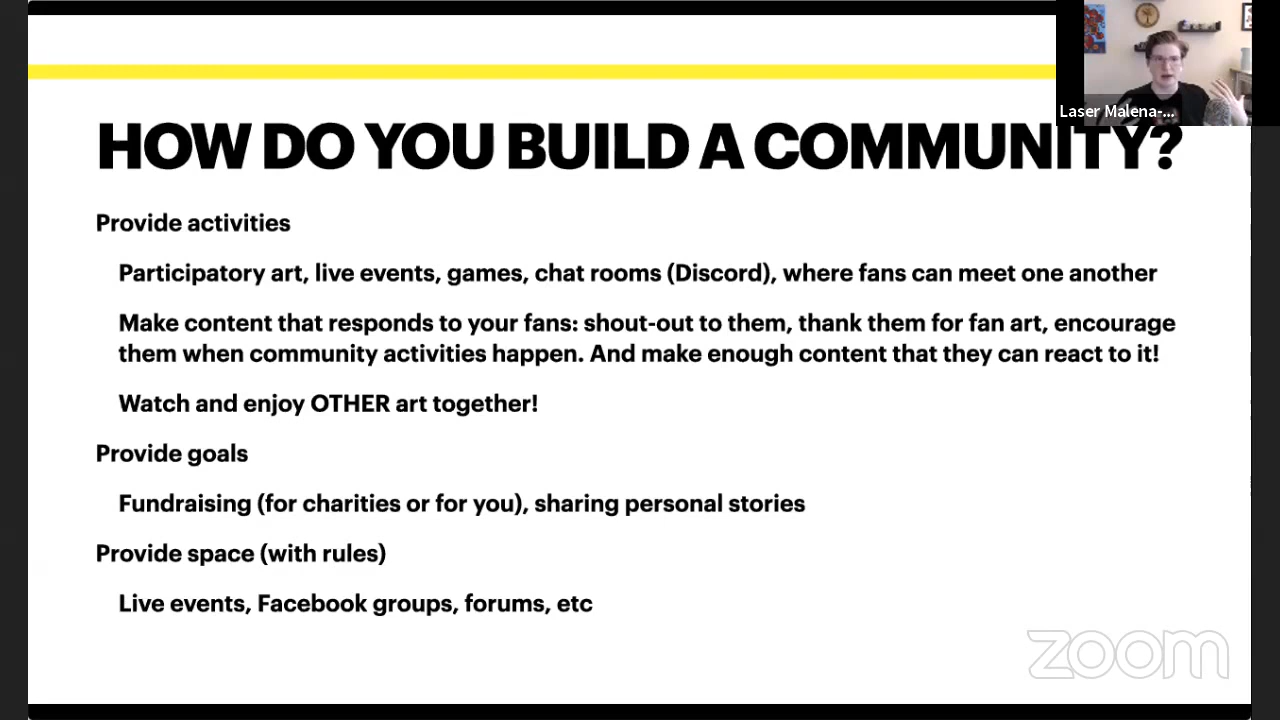 Laser Malena-...
HOW DO YOU BUILD A COMMUNITY?
Provide activities
Participatory art, live events, games, chat rooms (Discord), where fans can meet one another
Make content that responds to your fans: shout-out to them, thank them for fan art, encourage
them when community activities happen. And make enough content that they can react to it!
Watch and enjoy OTHER art together!
Provide goals
Fundraising (for charities or for you), sharing personal stories
Provide space (with rules)
Live events, Facebook groups, forums, etc
zoom